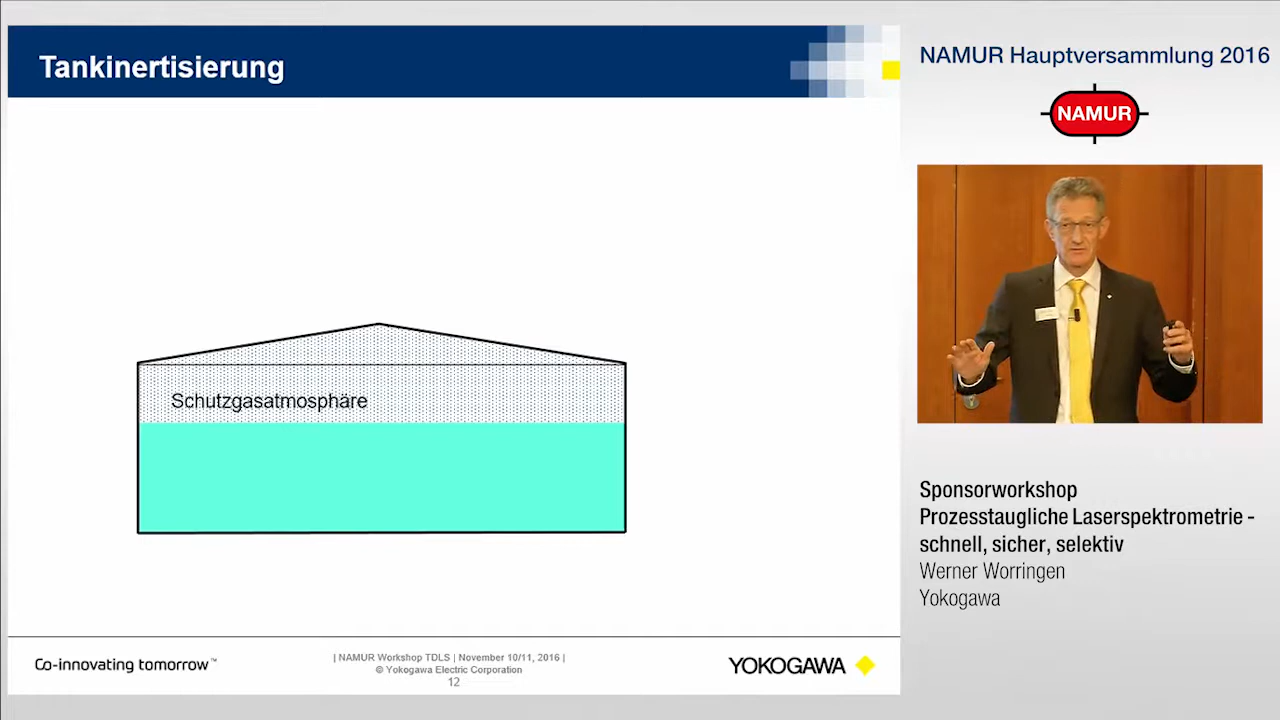 Tankinertisierung
Schutzgasatmosphäre
Co-innovating tomorrow™
| NAMUR Workshop TDLS | November 10/11, 2016 |
© Yokogawa Electric Corporation
12
YOKOGAWA
NAMUR Hauptversammlung 2016
NAMUR
Sponsorworkshop
Prozesstaugliche Laserspektrometrie -
schnell, sicher, selektiv
Werner Worringen
Yokogawa